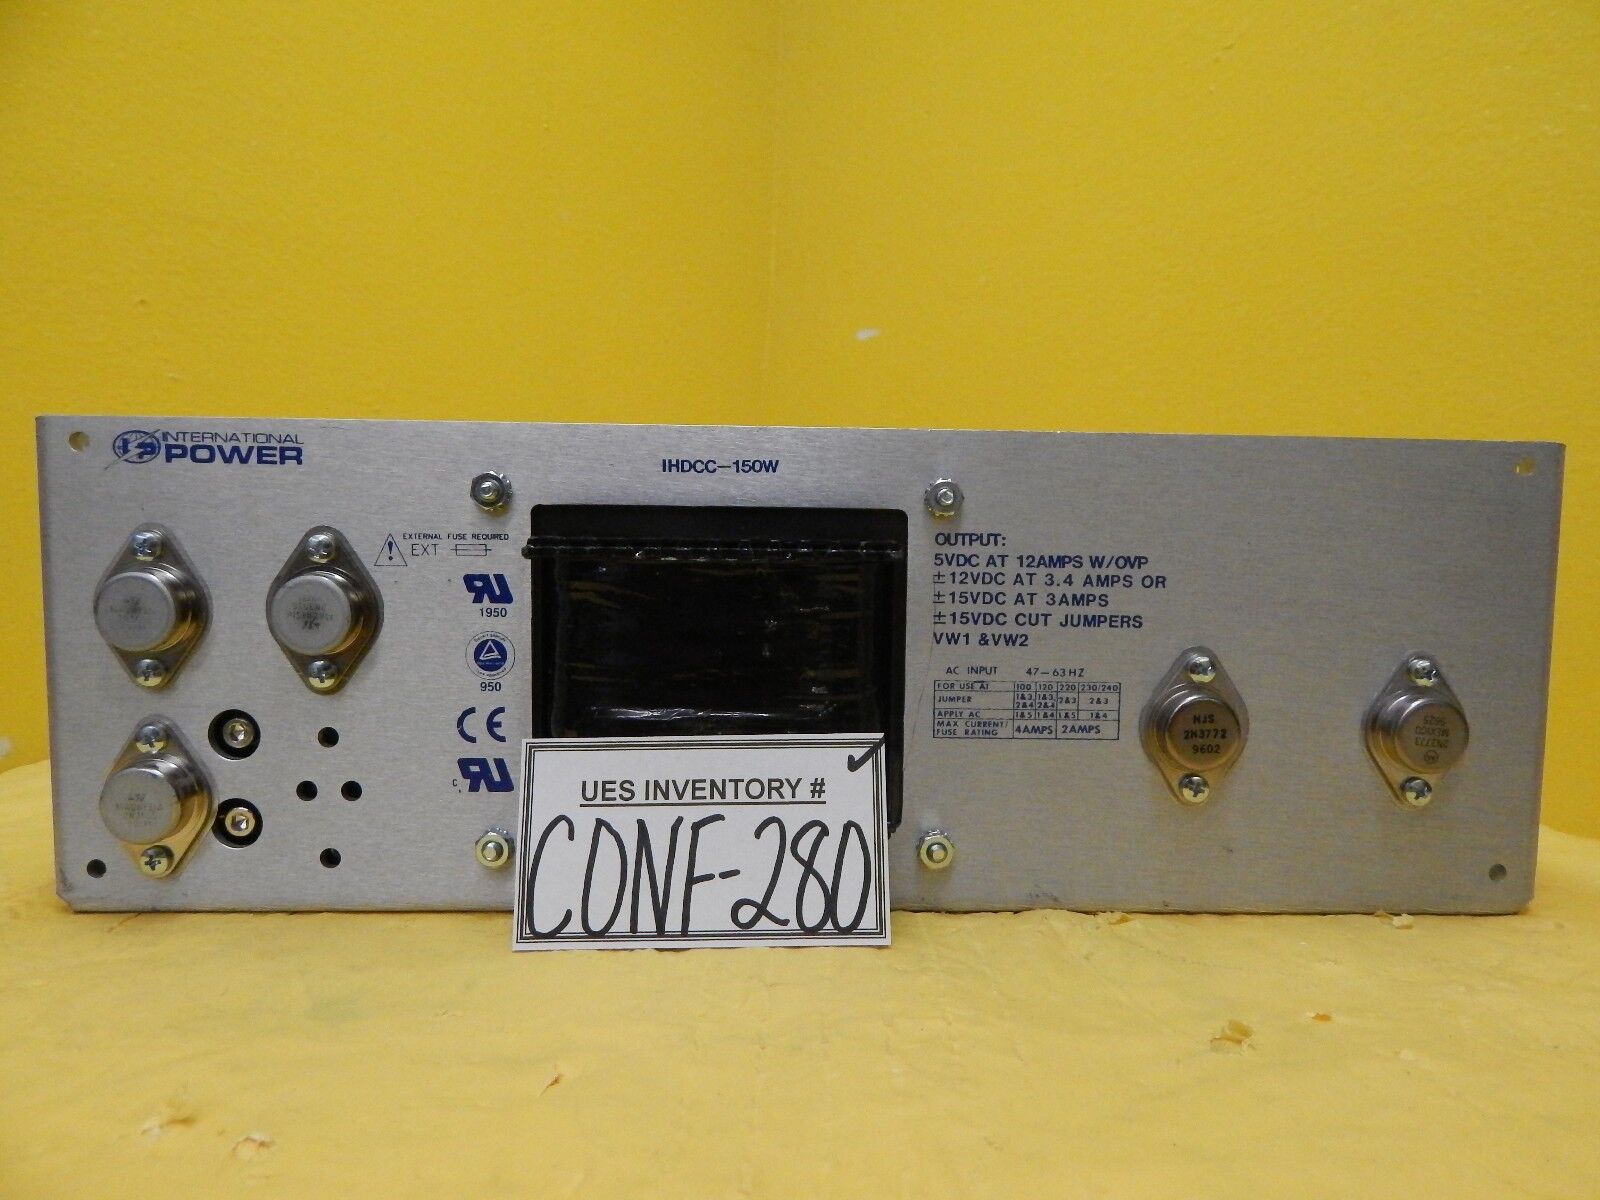 INTERNATIONAL
POWER
IHDCC-150W
EXTERNAL FUSE REQUIRED
EXT
1950
950
CE
OUTPUT:
5VDC AT 12AMPS W/OVP
±12VDC AT 3.4 AMPS OR
±15VDC AT 3AMPS
±15VDC CUT JUMPERS
VW1 &VW2
AC INPUT 47-63HZ
FOR USE AT 100 120 220 230/240
JUMPER 1&3 2&4 1&3 2&4 2&3 2&3
APPLY AC 1&5 1&4 1&5 1&4
MAX CURRENT/ FUSE RATING 4AMPS 2AMPS
NJS
2N3772
9602
2N3773
MEXICO
9625
UES INVENTORY #
CONF-280